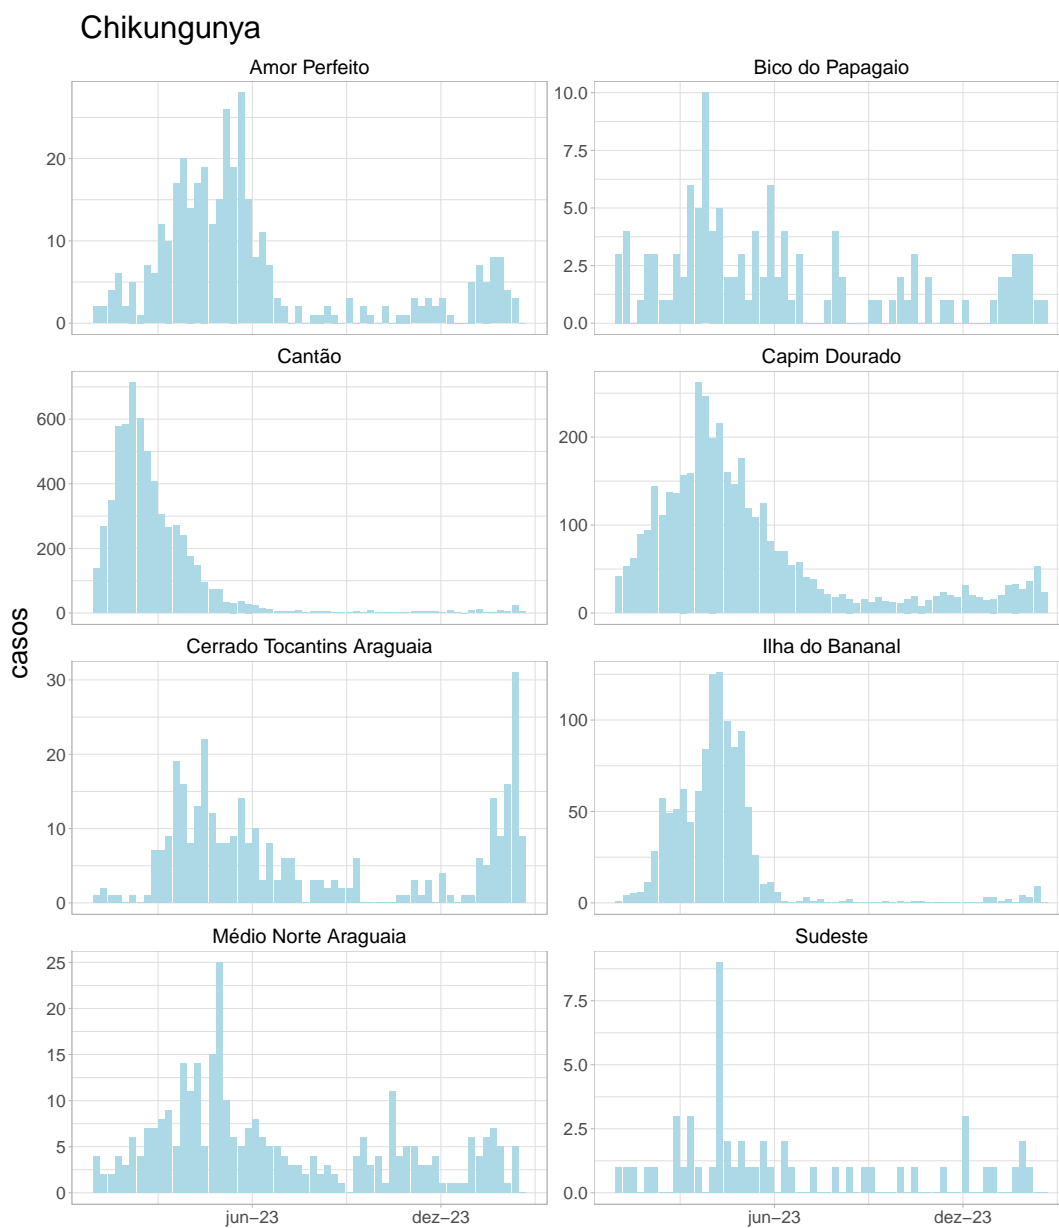 Chikungunya
Amor Perfeito
Bico do Papagaio
20
10
0
10.0
7.5
5.0
2.5
0.0
Cantão
Capim Dourado
600
400
200
0
200
100
0
casos
Cerrado Tocantins Araguaia
Ilha do Bananal
30
20
10
0
100
50
0
Médio Norte Araguaia
Sudeste
25
20
15
10
5
0
7.5
5.0
2.5
0.0
jun−23
dez−23
jun−23
dez−23